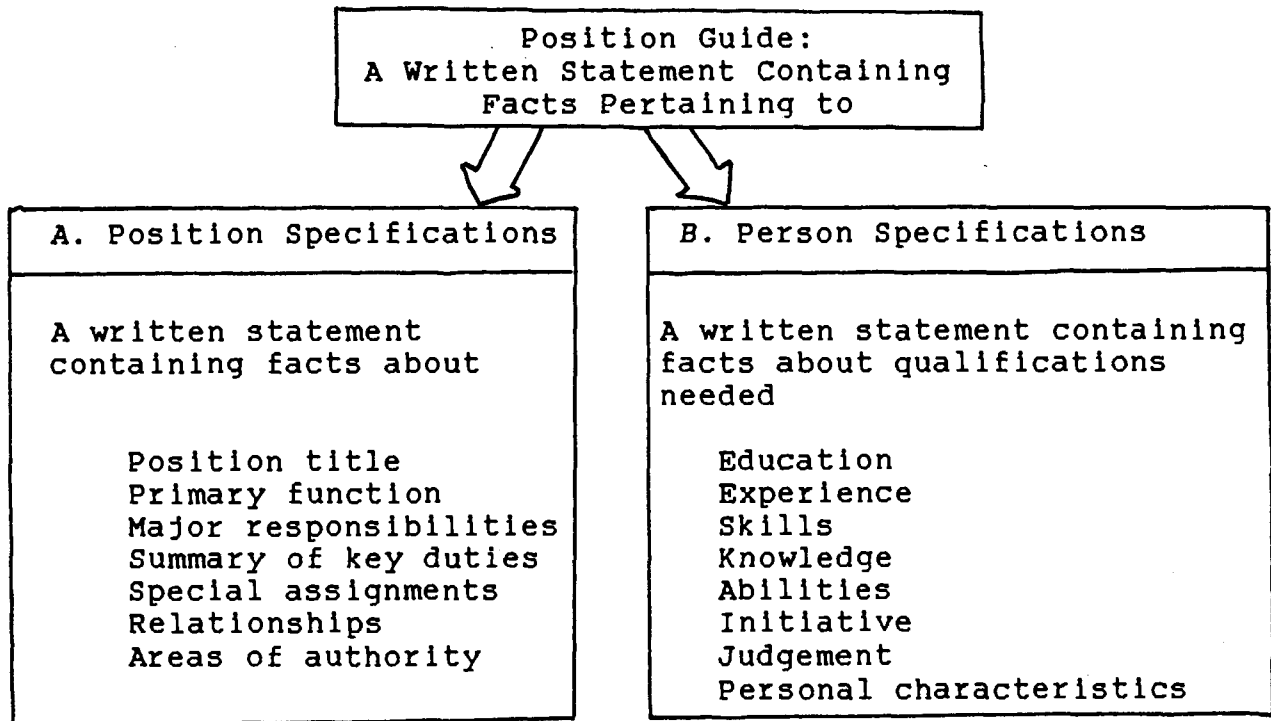 Position Guide:
A Written Statement Containing
Facts Pertaining to
A. Position Specifications
A written statement
containing facts about
Position title
Primary function
Major responsibilities
Summary of key duties
Special assignments
Relationships
Areas of authority
B. Person Specifications
A written statement containing
facts about qualifications
needed
Education
Experience
Skills
Knowledge
Abilities
Initiative
Judgement
Personal characteristics